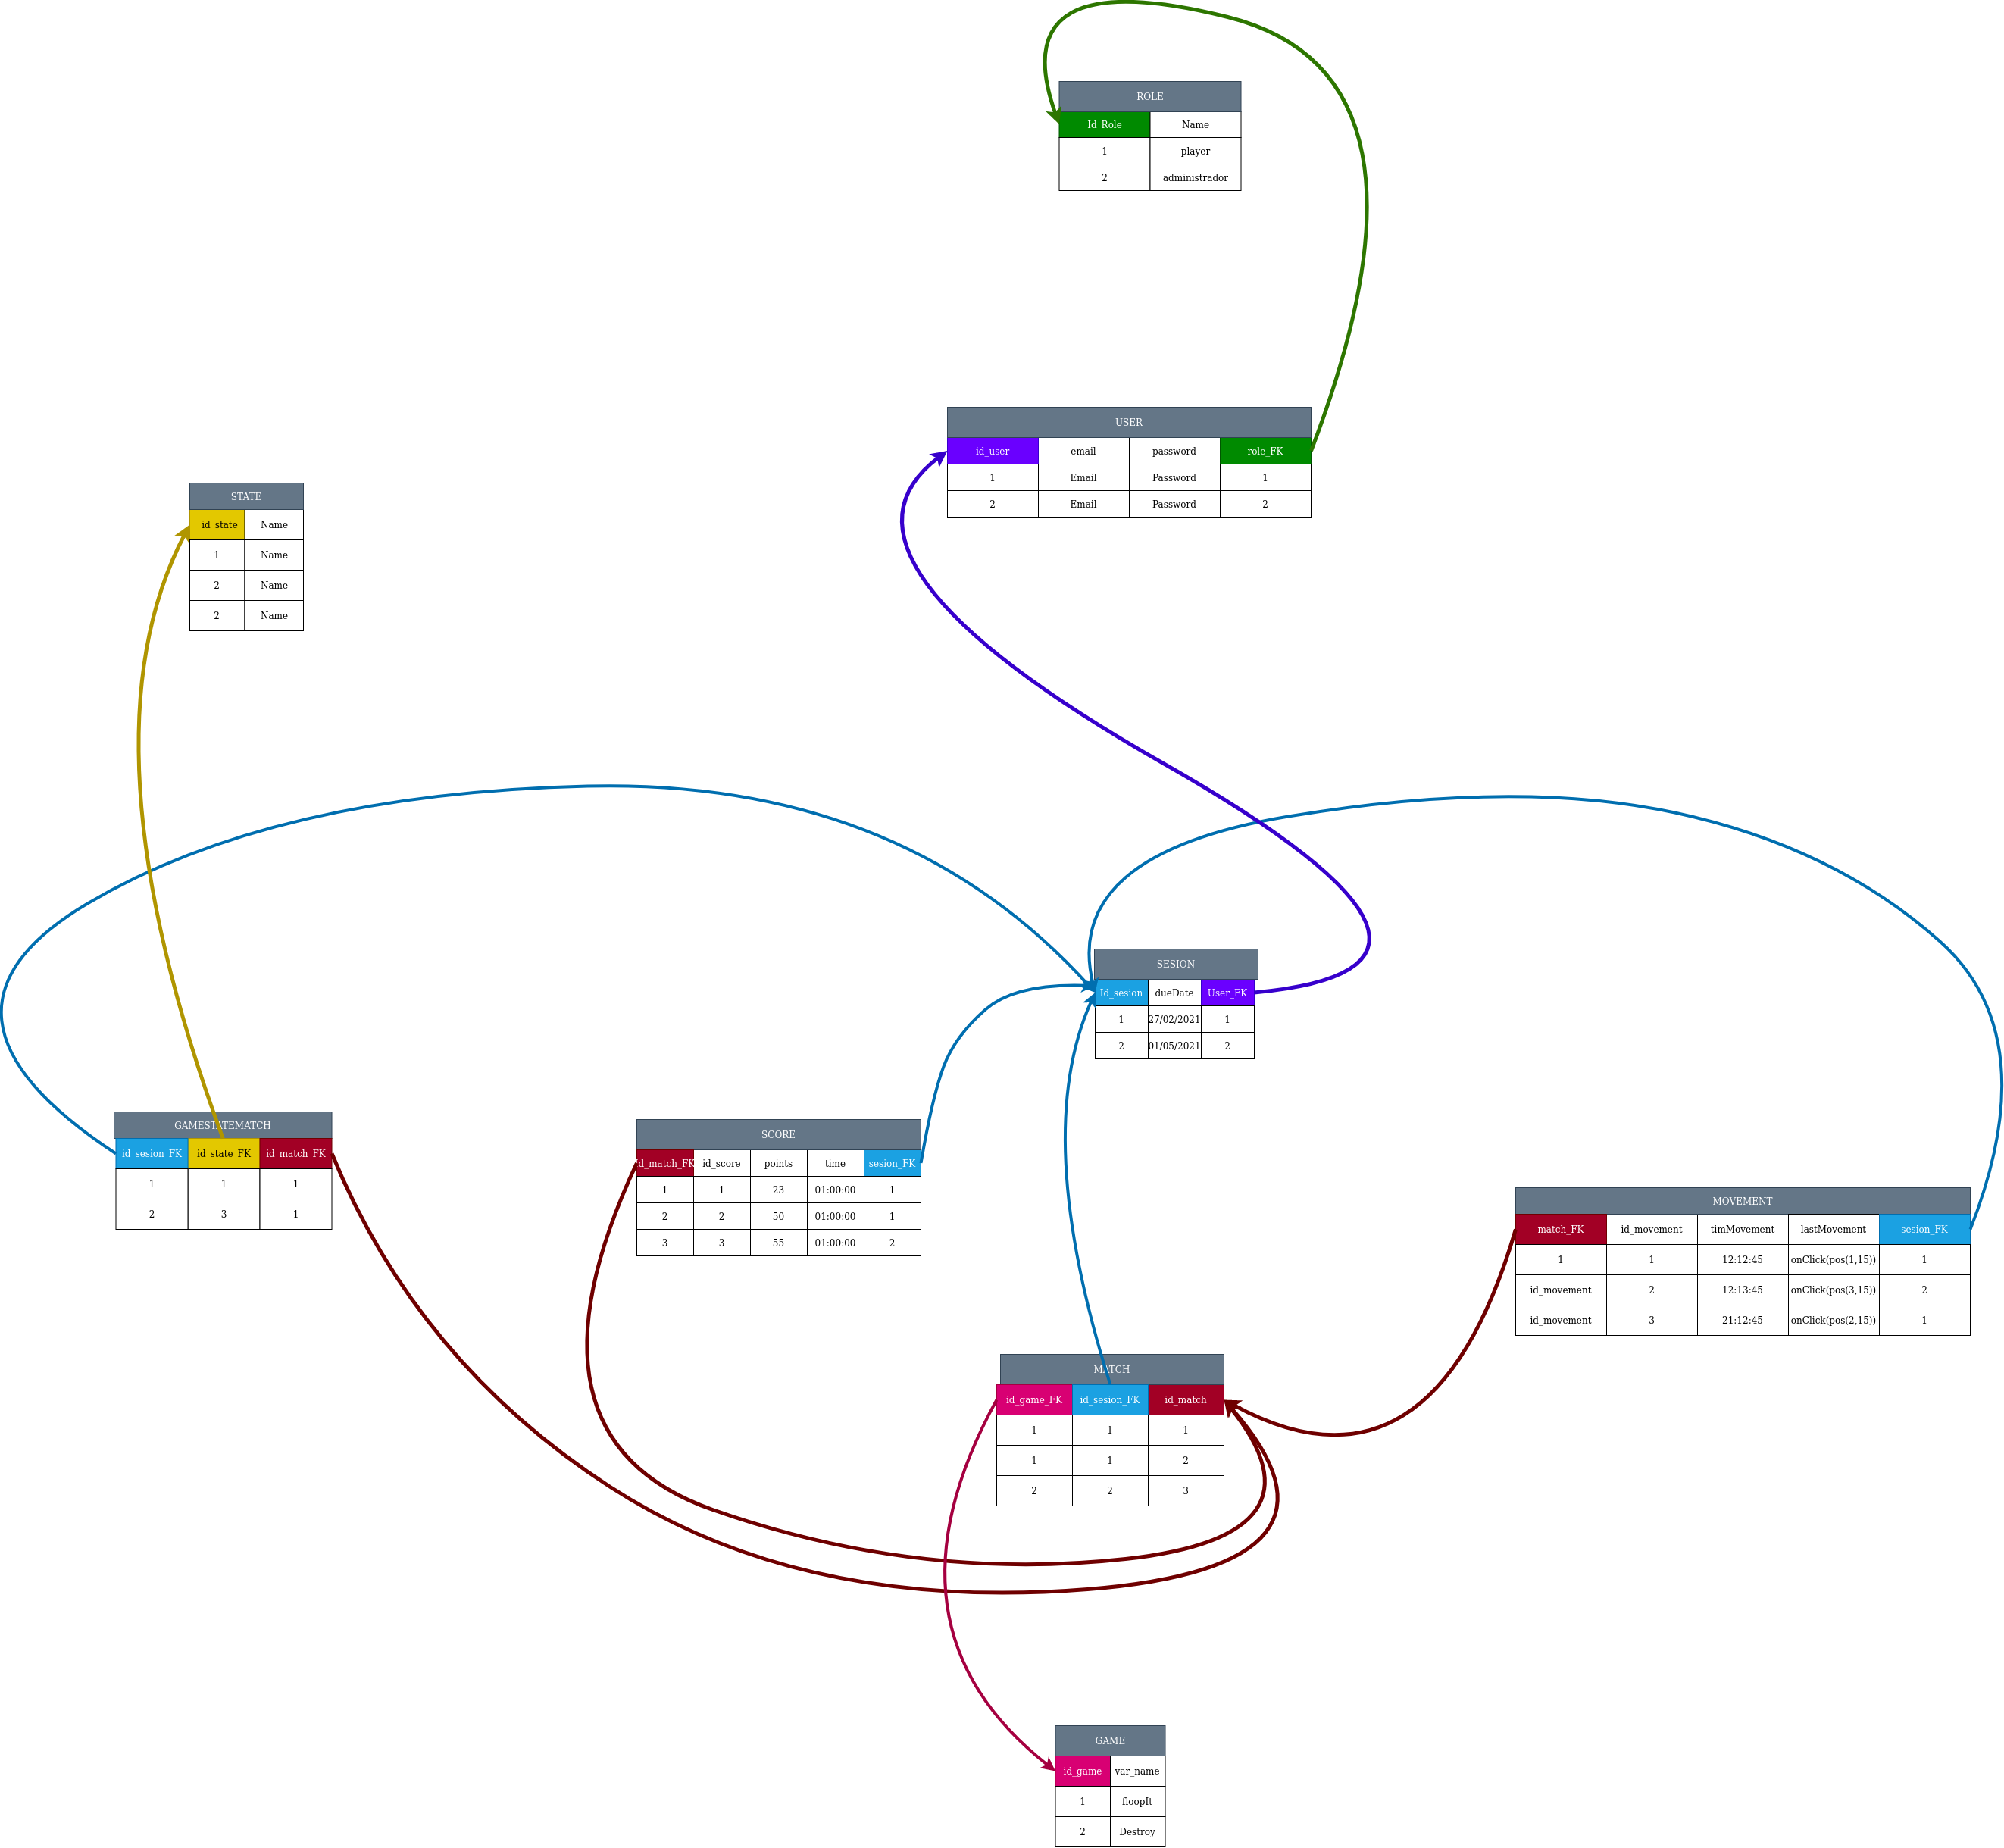 ROLE
Id_Role Name
1 player
2 administrador
USER
id_user email password role_FK
1 Email Password 1
2 Email Password 2
STATE
id_state Name
1 Name
2 Name
2 Name
SESION
Id_sesion dueDate User_FK
1 27/02/2021 1
2 01/05/2021 2
GAMESTATEMATCH
id_sesion_FK id_state_FK id_match_FK
1 1 1
2 3 1
SCORE
id_match_FK id_score points time sesion_FK
1 1 23 01:00:00 1
2 2 50 01:00:00 1
3 3 55 01:00:00 2
MOVEMENT
match_FK id_movement timMovement lastMovement sesion_FK
1 1 12:12:45 onClick(pos(1,15)) 1
id_movement 2 12:13:45 onClick(pos(3,15)) 2
id_movement 3 21:12:45 onClick(pos(2,15)) 1
MATCH
id_game_FK id_sesion_FK id_match
1 1 1
1 1 2
2 2 3
GAME
id_game var_name
1 floopIt
2 Destroy